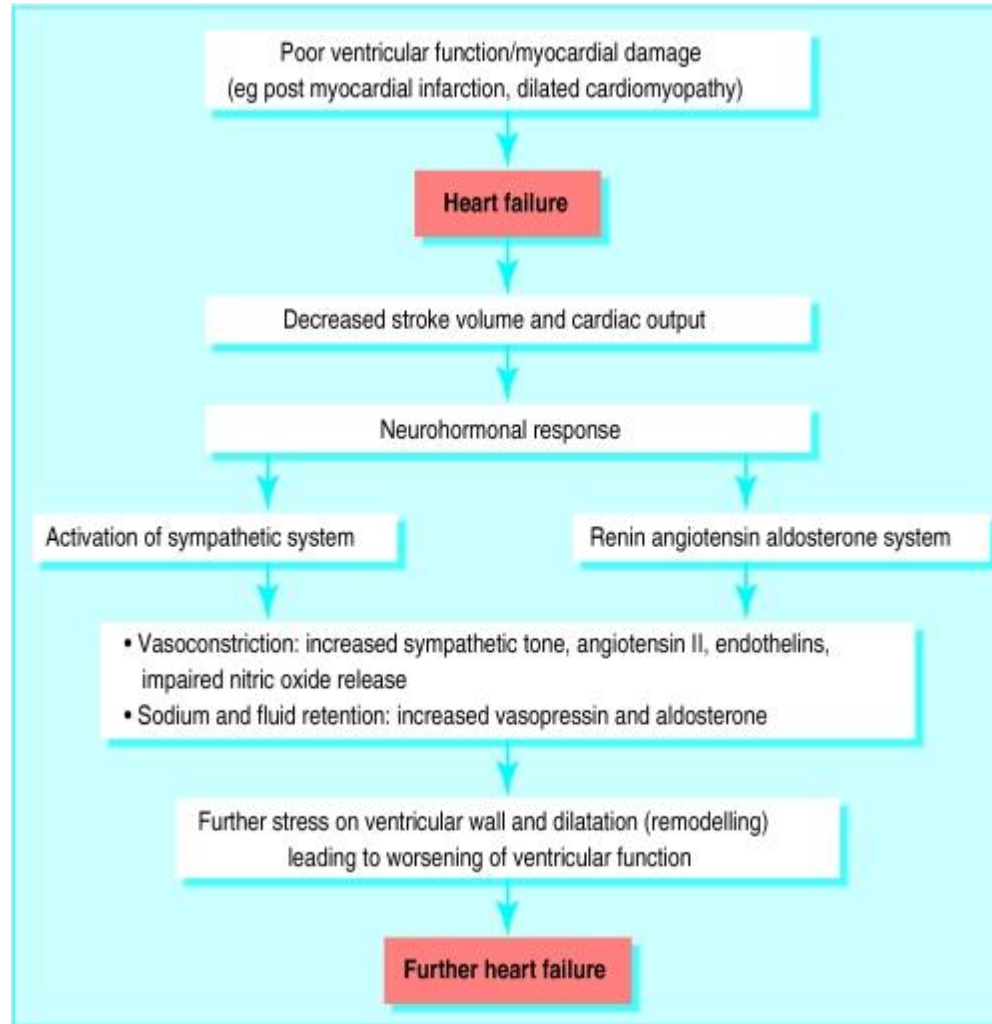 Poor ventricular function/myocardial damage
(eg post myocardial infarction, dilated cardiomyopathy)
Heart failure
Decreased stroke volume and cardiac output
Neurohormonal response
Activation of sympathetic system
Renin angiotensin aldosterone system
• Vasoconstriction: increased sympathetic tone, angiotensin II, endothelins,
impaired nitric oxide release
• Sodium and fluid retention: increased vasopressin and aldosterone
Further stress on ventricular wall and dilatation (remodelling)
leading to worsening of ventricular function
Further heart failure